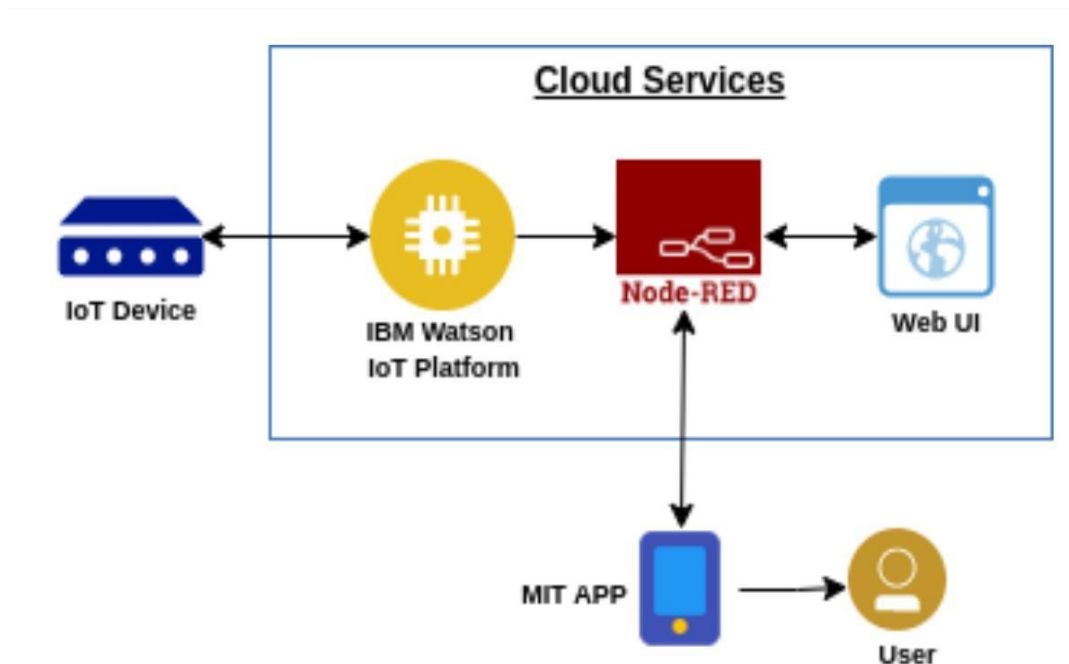 Cloud Services
IoT Device
IBM Watson
IoT Platform
Node-RED
Web UI
MIT APP
User